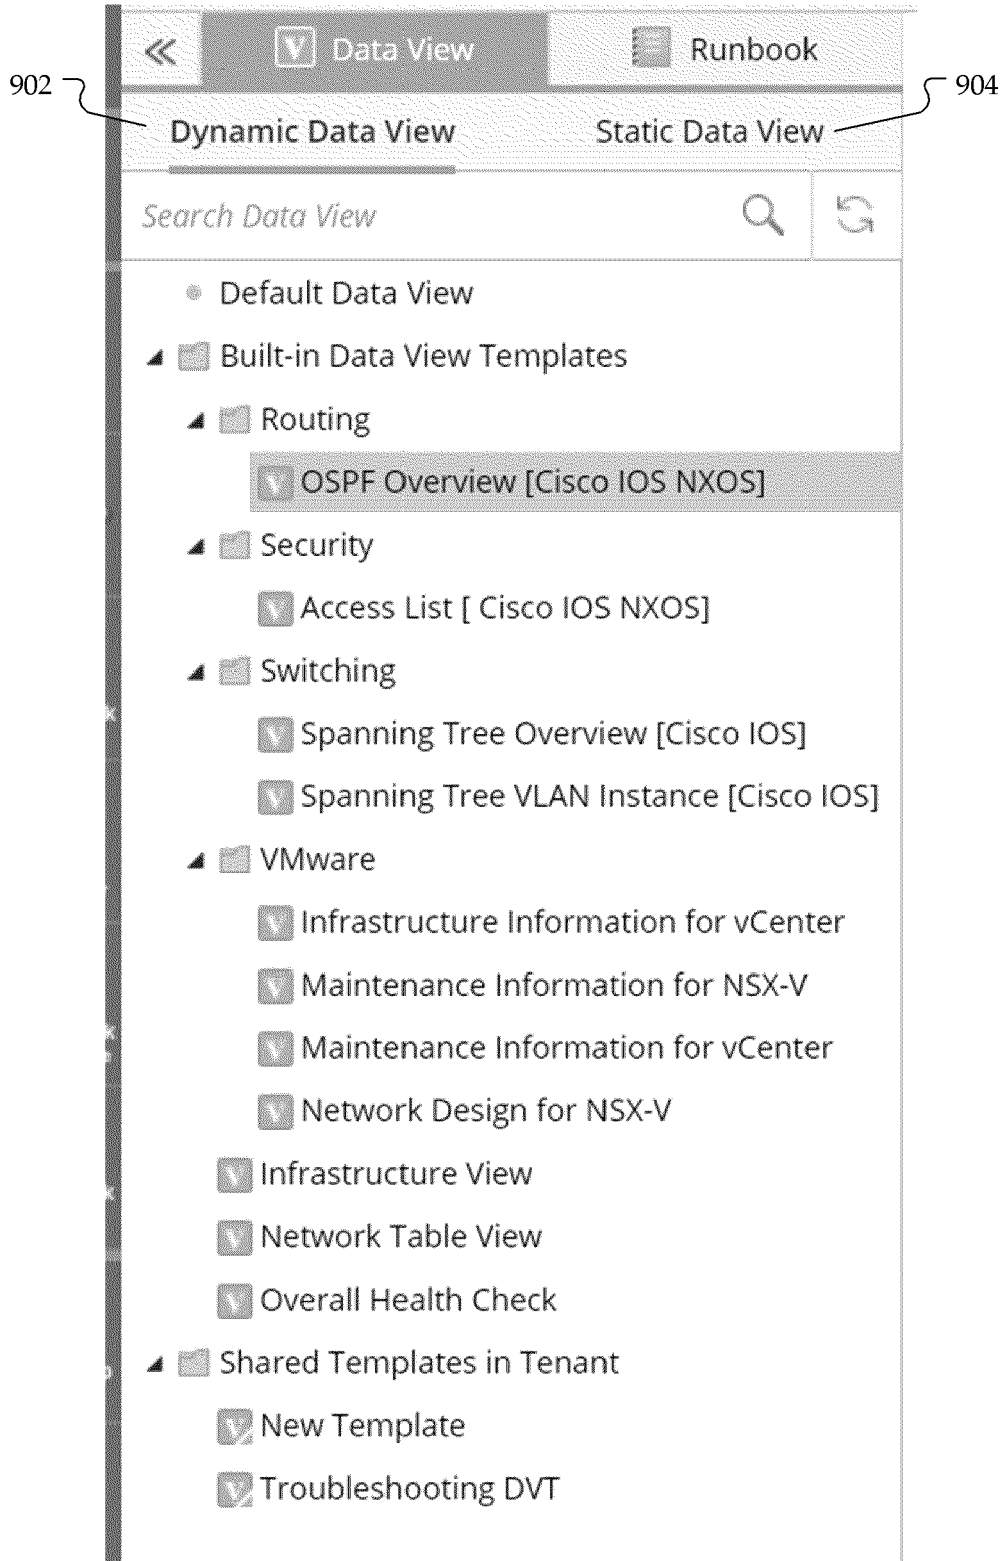 Data View Runbook
902 904
Dynamic Data View Static Data View
Search Data View
Default Data View
Built-in Data View Templates
Routing
OSPF Overview [Cisco IOS NXOS]
Security
Access List [ Cisco IOS NXOS]
Switching
Spanning Tree Overview [Cisco IOS]
Spanning Tree VLAN Instance [Cisco IOS]
VMware
Infrastructure Information for vCenter
Maintenance Information for NSX-V
Maintenance Information for vCenter
Network Design for NSX-V
Infrastructure View
Network Table View
Overall Health Check
Shared Templates in Tenant
New Template
Troubleshooting DVT